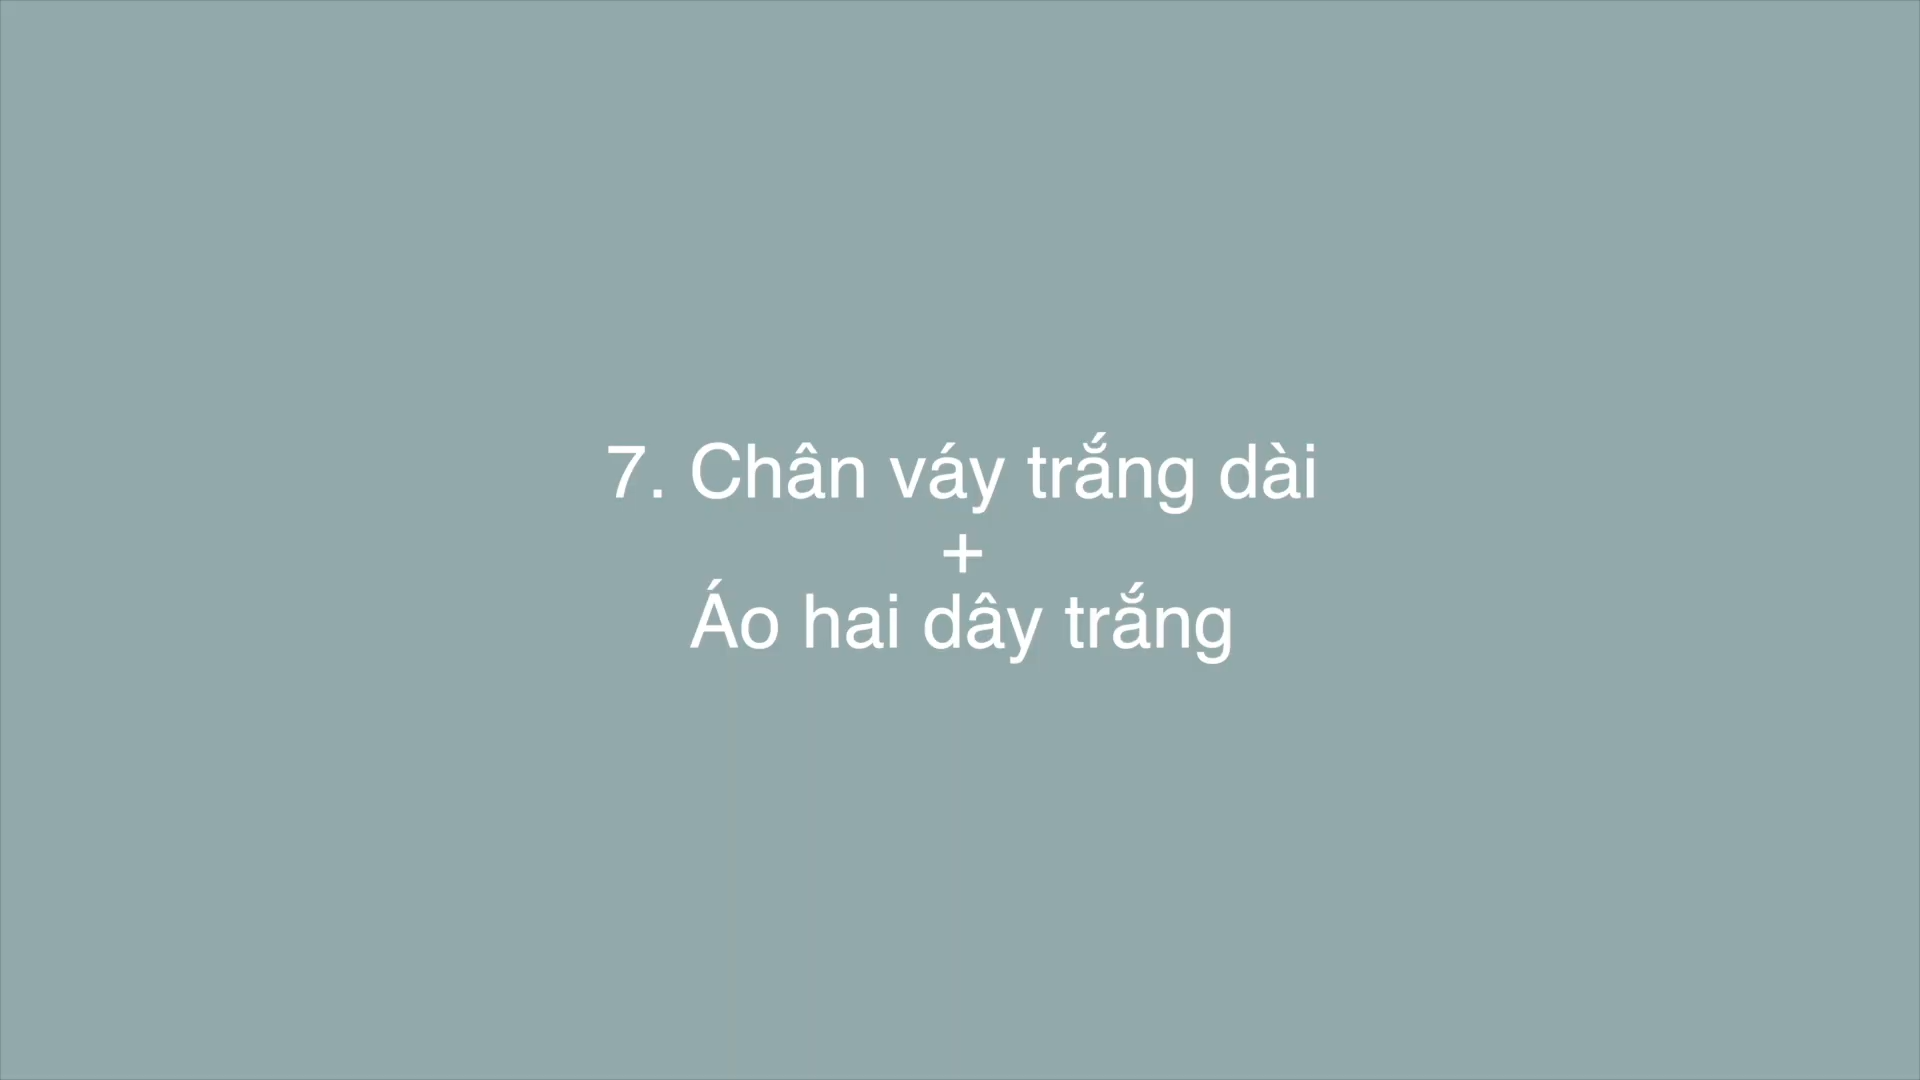 7. Chân váy trắng dài
+
Áo hai dây trắng